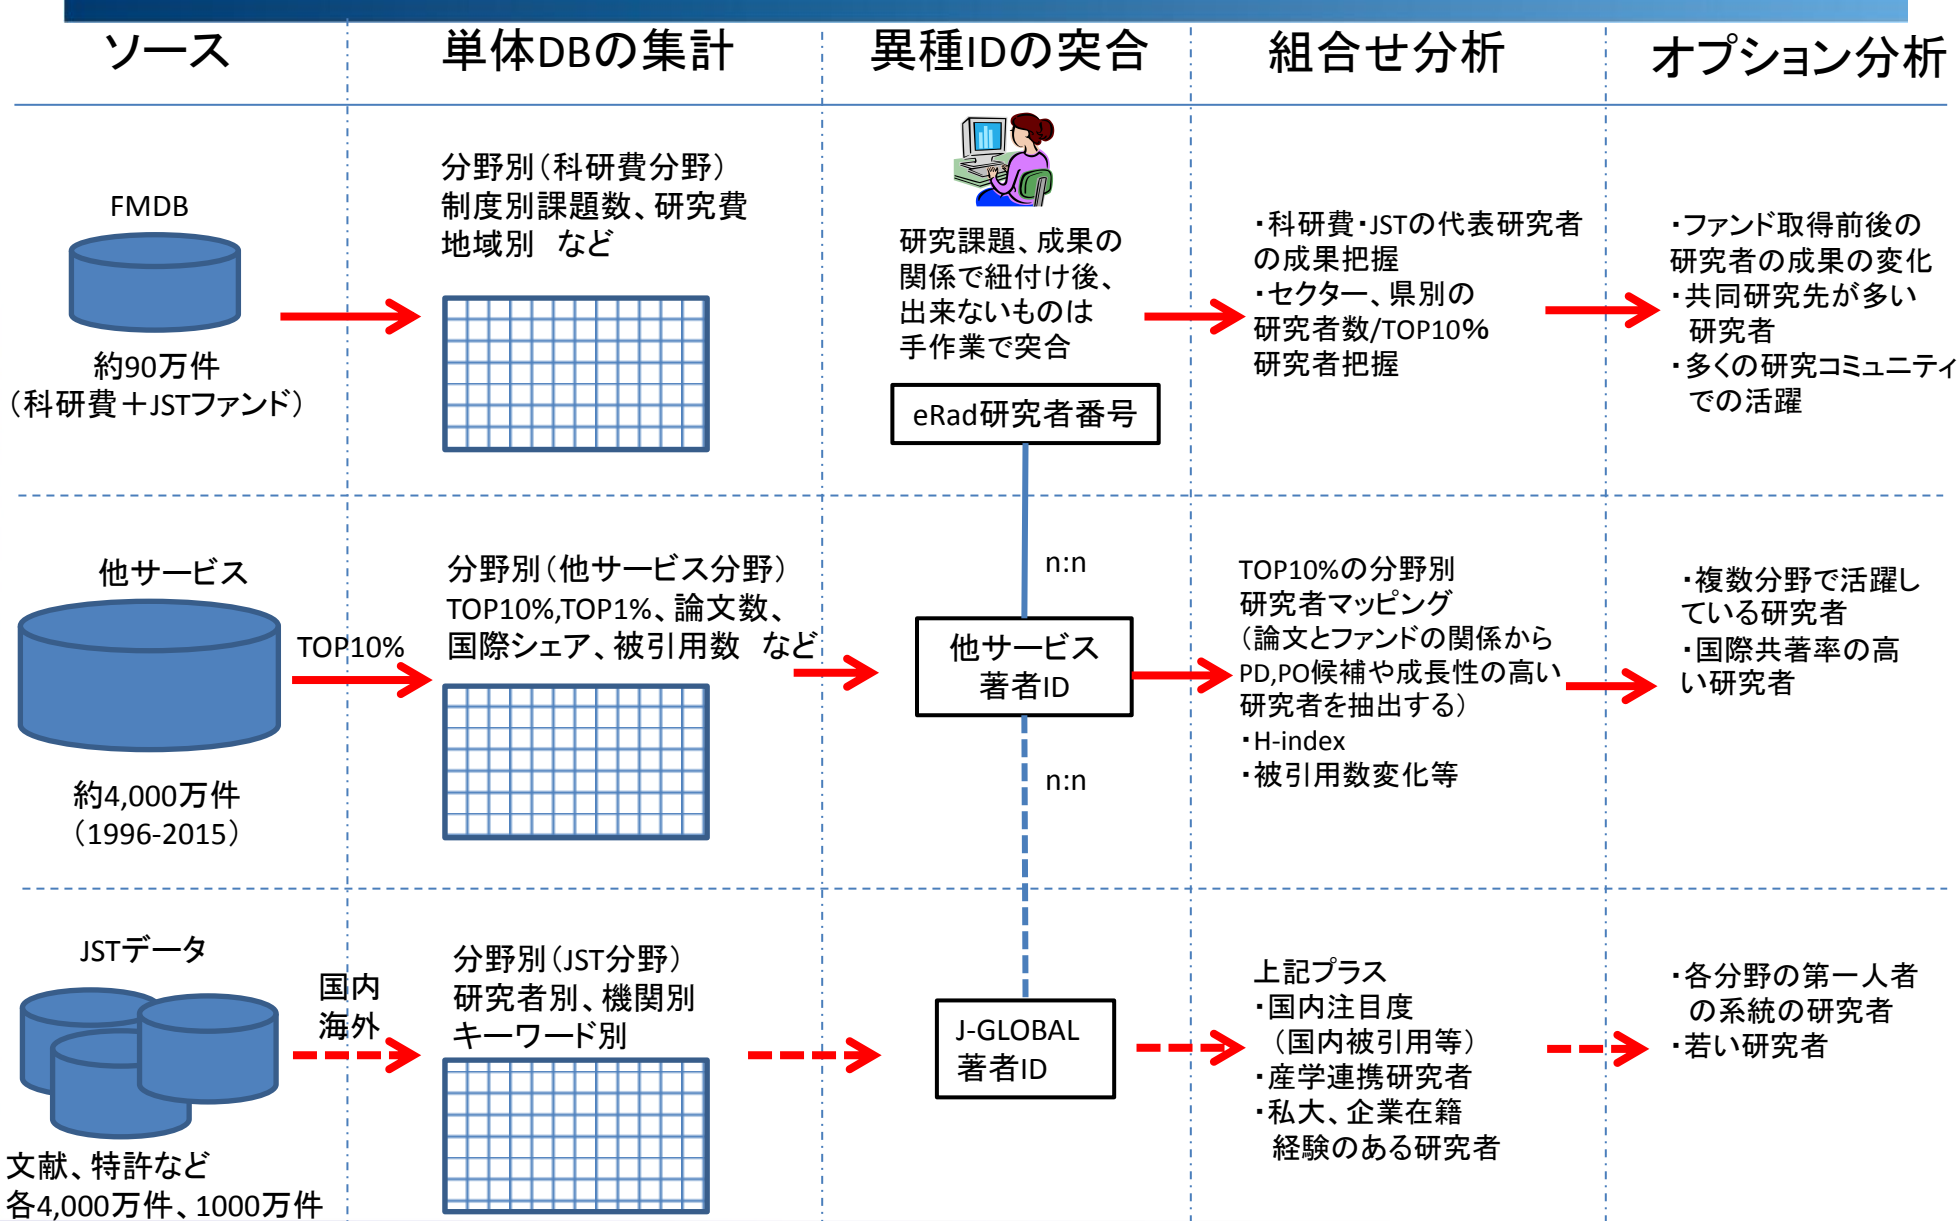 ソース
単体DBの集計
異種IDの突合
組合せ分析
オプション分析
FMDB
約90万件
（科研費＋JSTファンド）
分野別（科研費分野）
制度別課題数、研究費
地域別　など
研究課題、成果の
関係で紐付け後、
出来ないものは
手作業で突合
eRad研究者番号
・科研費・JSTの代表研究者
の成果把握
・セクター、県別の
研究者数/TOP10%
研究者把握
・ファンド取得前後の
研究者の成果の変化
・共同研究先が多い
研究者
・多くの研究コミュニティ
での活躍
他サービス
約4,000万件
（1996-2015）
TOP10%
分野別（他サービス分野）
TOP10%,TOP1%、論文数、
国際シェア、被引用数　など
n:n
他サービス
著者ID
n:n
TOP10%の分野別
研究者マッピング
（論文とファンドの関係から
PD,PO候補や成長性の高い
研究者を抽出する）
・H-index
・被引用数変化等
・複数分野で活躍し
ている研究者
・国際共著率の高
い研究者
JSTデータ
文献、特許など
各4,000万件、1000万件
国内
海外
分野別（JST分野）
研究者別、機関別
キーワード別
J-GLOBAL
著者ID
上記プラス
・国内注目度
（国内被引用等）
・産学連携研究者
・私大、企業在籍
経験のある研究者
・各分野の第一人者
の系統の研究者
・若い研究者